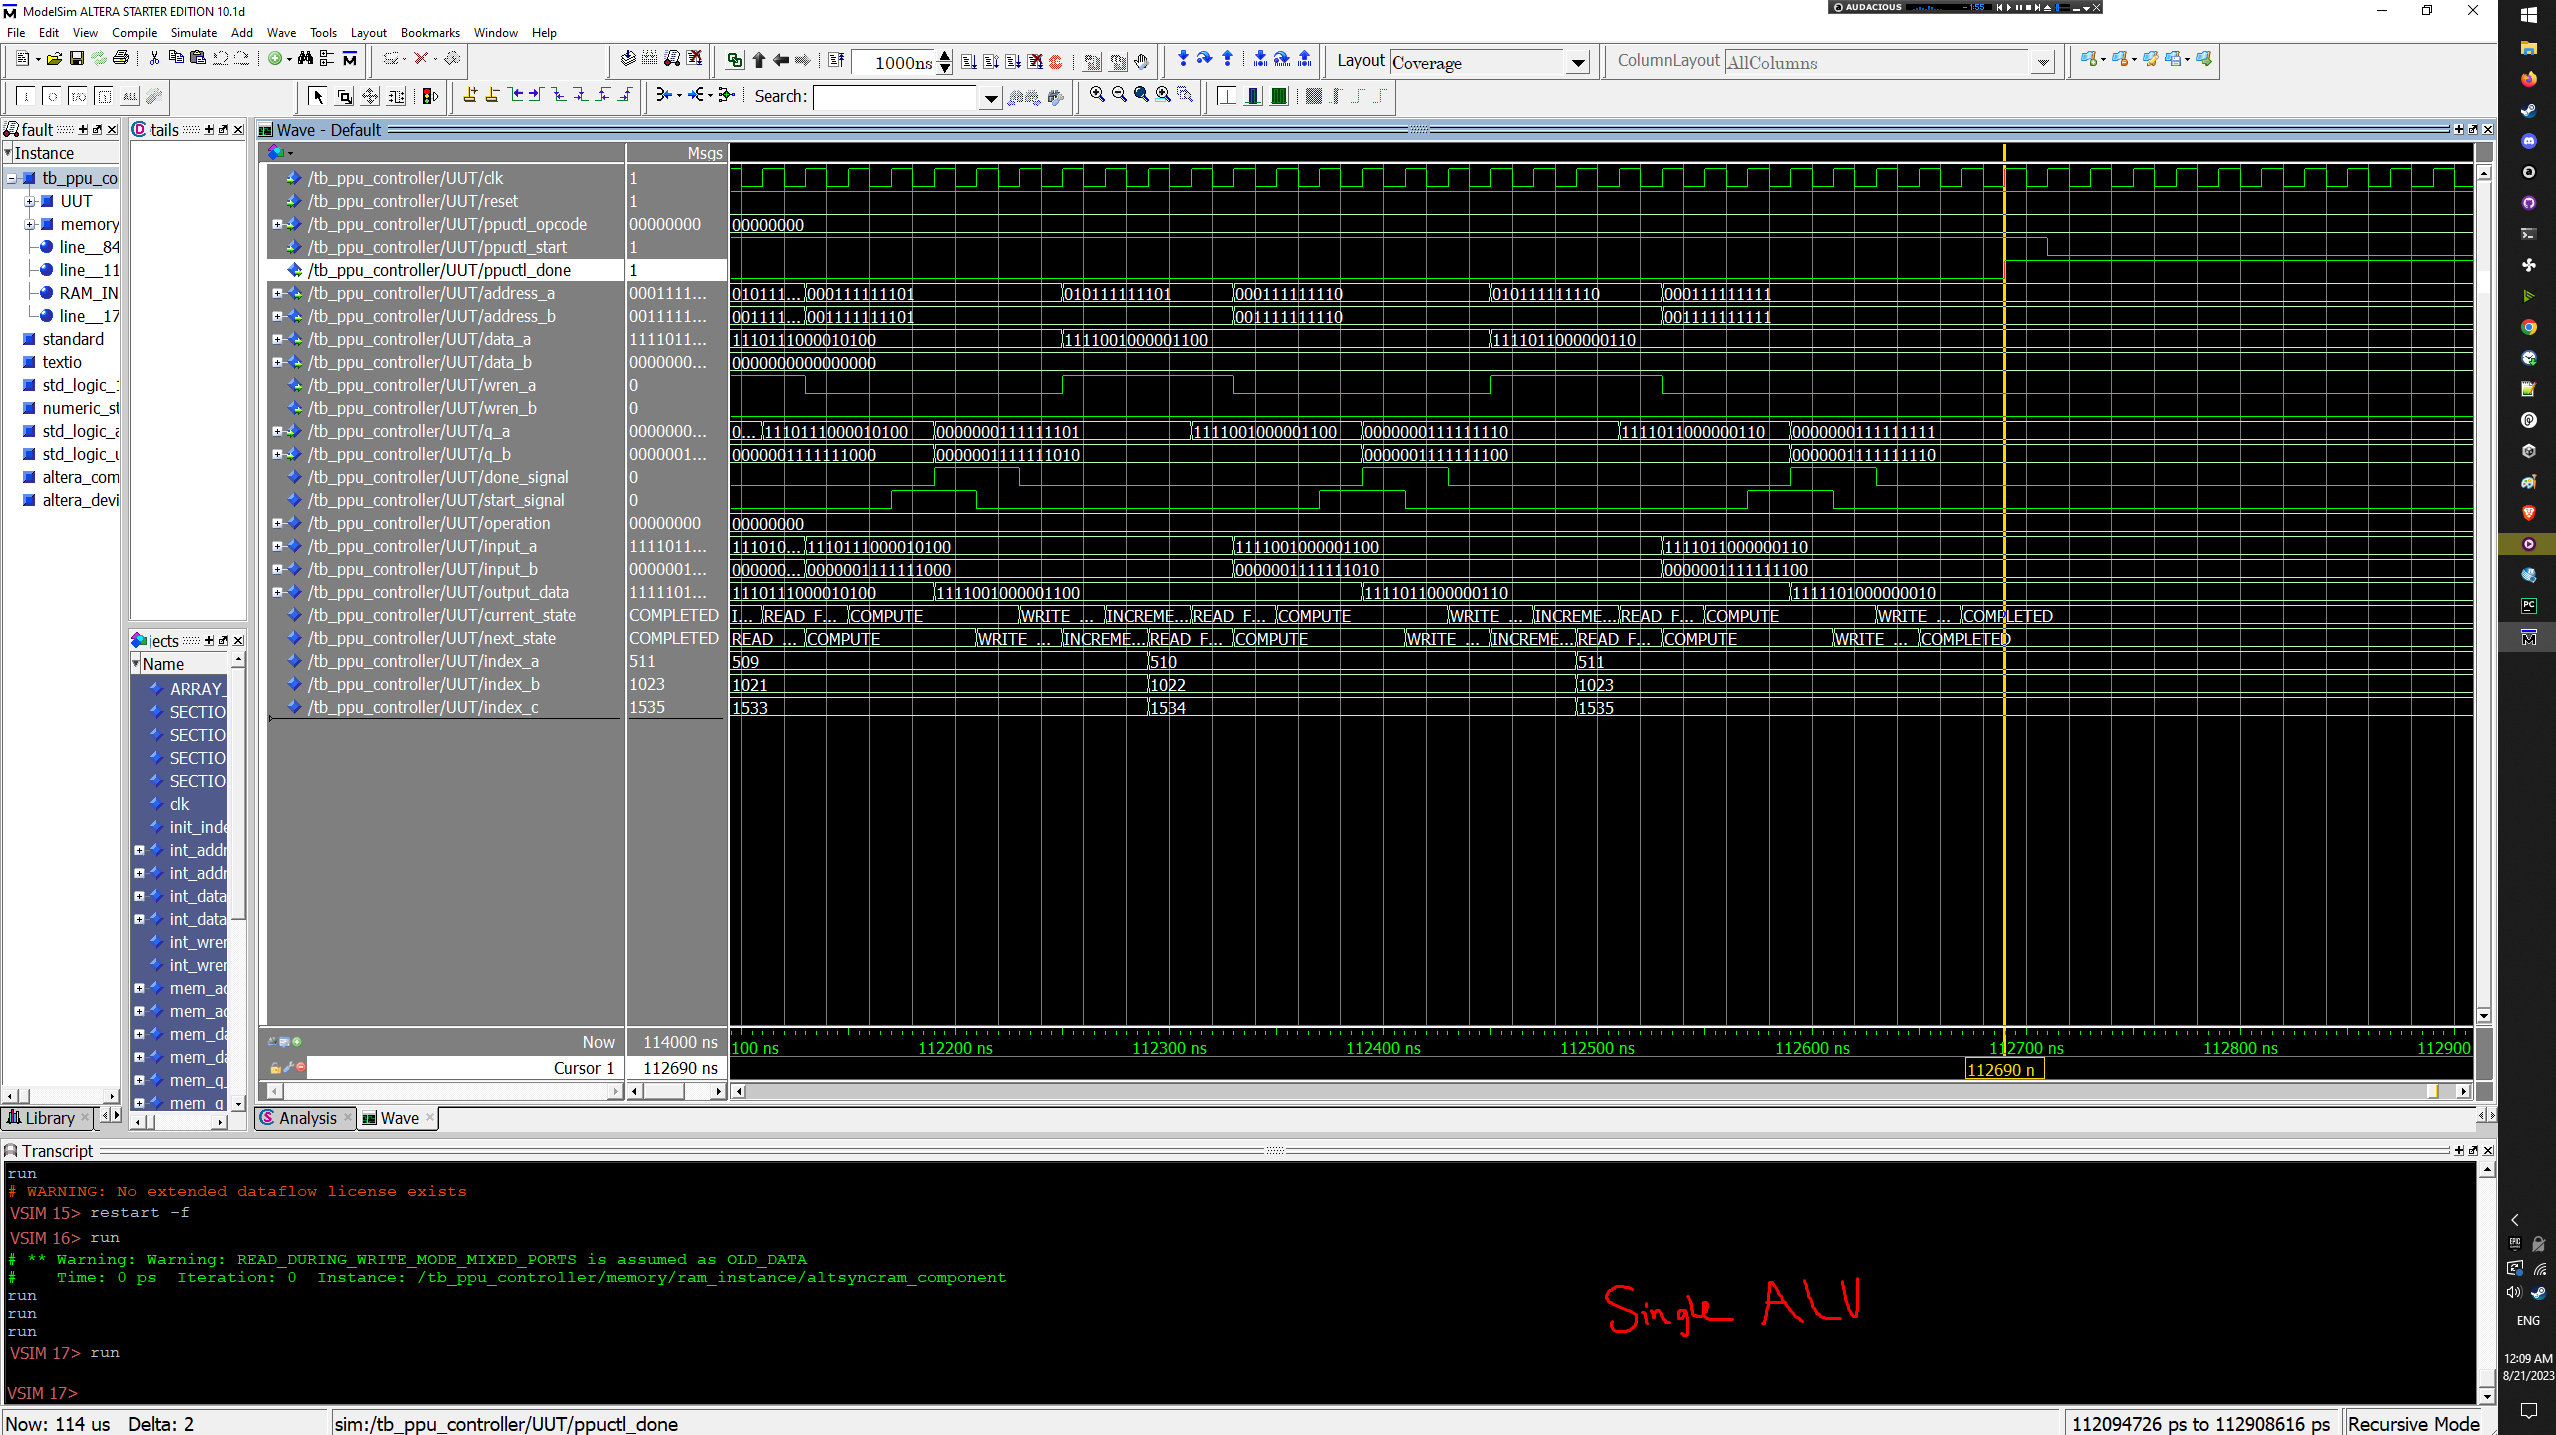 ModelSim ALTERA STARTER EDITION 10.1d
AUDACIOUS -1:55
File Edit View Compile Simulate Add Wave Tools Layout Bookmarks Window Help
1000ns Layout Coverage ColumnLayout AllColumns
Search:
fault
Instance
tb_ppu_co
UUT
memory
line__84
line__11
RAM_IN
line__17
standard
textio
std_logic_1
numeric_st
std_logic_a
std_logic_u
altera_com
altera_devi
tails
jects
Name
ARRAY_
SECTIO
SECTIO
SECTIO
SECTIO
clk
init_inde
int_addr
int_addr
int_data
int_data
int_wrer
int_wrer
mem_ac
mem_ac
mem_da
mem_da
mem_q_
mem_q
Wave - Default
Msgs
/tb_ppu_controller/UUT/clk 1
/tb_ppu_controller/UUT/reset 1
/tb_ppu_controller/UUT/ppuctl_opcode 00000000 00000000
/tb_ppu_controller/UUT/ppuctl_start 1
/tb_ppu_controller/UUT/ppuctl_done 1
/tb_ppu_controller/UUT/address_a 0001111... 010111... 000111111101 010111111101 000111111110 010111111110 000111111111
/tb_ppu_controller/UUT/address_b 0011111... 001111... 001111111101 001111111110 001111111111
/tb_ppu_controller/UUT/data_a 1111011... 1110111000010100 1111001000001100 1111011000000110
/tb_ppu_controller/UUT/data_b 0000000... 0000000000000000
/tb_ppu_controller/UUT/wren_a 0
/tb_ppu_controller/UUT/wren_b 0
/tb_ppu_controller/UUT/q_a 0000000... 0... 1110111000010100 0000000111111101 1111001000001100 0000000111111110 1111011000000110 0000000111111111
/tb_ppu_controller/UUT/q_b 0000001... 0000001111111000 0000001111111010 0000001111111100 0000001111111110
/tb_ppu_controller/UUT/done_signal 0
/tb_ppu_controller/UUT/start_signal 0
/tb_ppu_controller/UUT/operation 00000000 00000000
/tb_ppu_controller/UUT/input_a 1111011... 111010... 1110111000010100 1111001000001100 1111011000000110
/tb_ppu_controller/UUT/input_b 0000001... 000000... 0000001111111000 0000001111111010 0000001111111100
/tb_ppu_controller/UUT/output_data 1111101... 1110111000010100 1111001000001100 1111011000000110 1111101000000010
/tb_ppu_controller/UUT/current_state COMPLETED I... READ_F... COMPUTE WRITE_... INCREME... READ_F... COMPUTE WRITE_... INCREME... READ_F... COMPUTE WRITE_... COMPLETED
/tb_ppu_controller/UUT/next_state COMPLETED READ_... COMPUTE WRITE_... INCREME... READ_F... COMPUTE WRITE_... INCREME... READ_F... COMPUTE WRITE_... COMPLETED
/tb_ppu_controller/UUT/index_a 511 509 510 511
/tb_ppu_controller/UUT/index_b 1023 1021 1022 1023
/tb_ppu_controller/UUT/index_c 1535 1533 1534 1535
Now 114000 ns 100 ns 112200 ns 112300 ns 112400 ns 112500 ns 112600 ns 112700 ns 112800 ns 112900
Cursor 1 112690 ns 112690 n
Library Analysis Wave
Transcript
run
# WARNING: No extended dataflow license exists
VSIM 15> restart -f
VSIM 16> run
# ** Warning: Warning: READ_DURING_WRITE_MODE_MIXED_PORTS is assumed as OLD_DATA
# Time: 0 ps Iteration: 0 Instance: /tb_ppu_controller/memory/ram_instance/altsyncram_component
run
run
run
VSIM 17> run
VSIM 17>
Single ALU
Now: 114 us Delta: 2 sim:/tb_ppu_controller/UUT/ppuctl_done 112094726 ps to 112908616 ps Recursive Mode
ENG
12:09 AM
8/21/2023